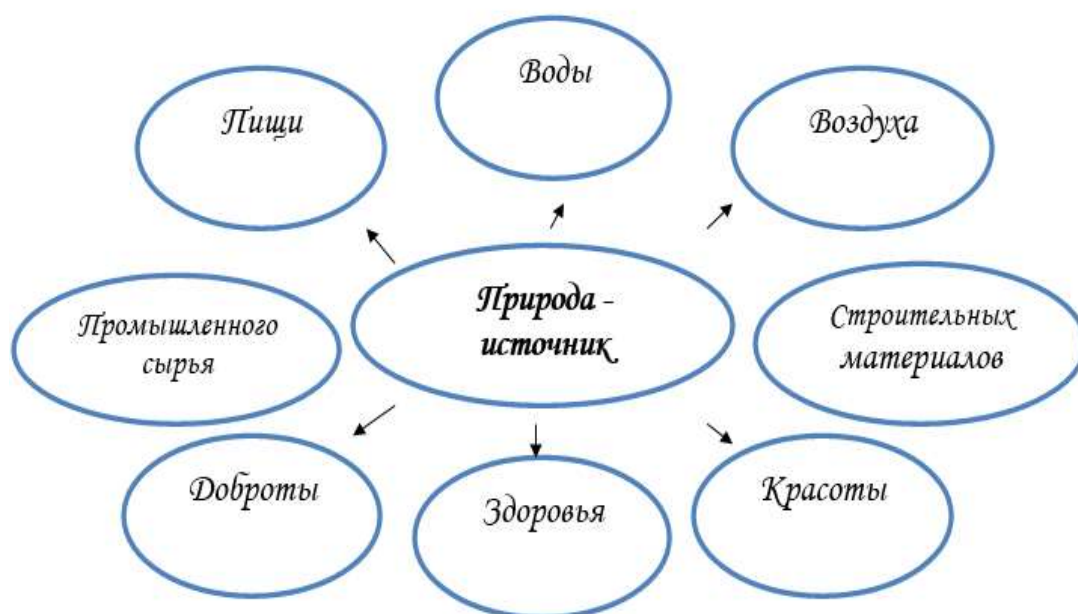 Воды
Пищи
Воздуха
Природа -
источник
Промышленного
сырья
Строительных
материалов
Доброты
Здоровья
Красоты